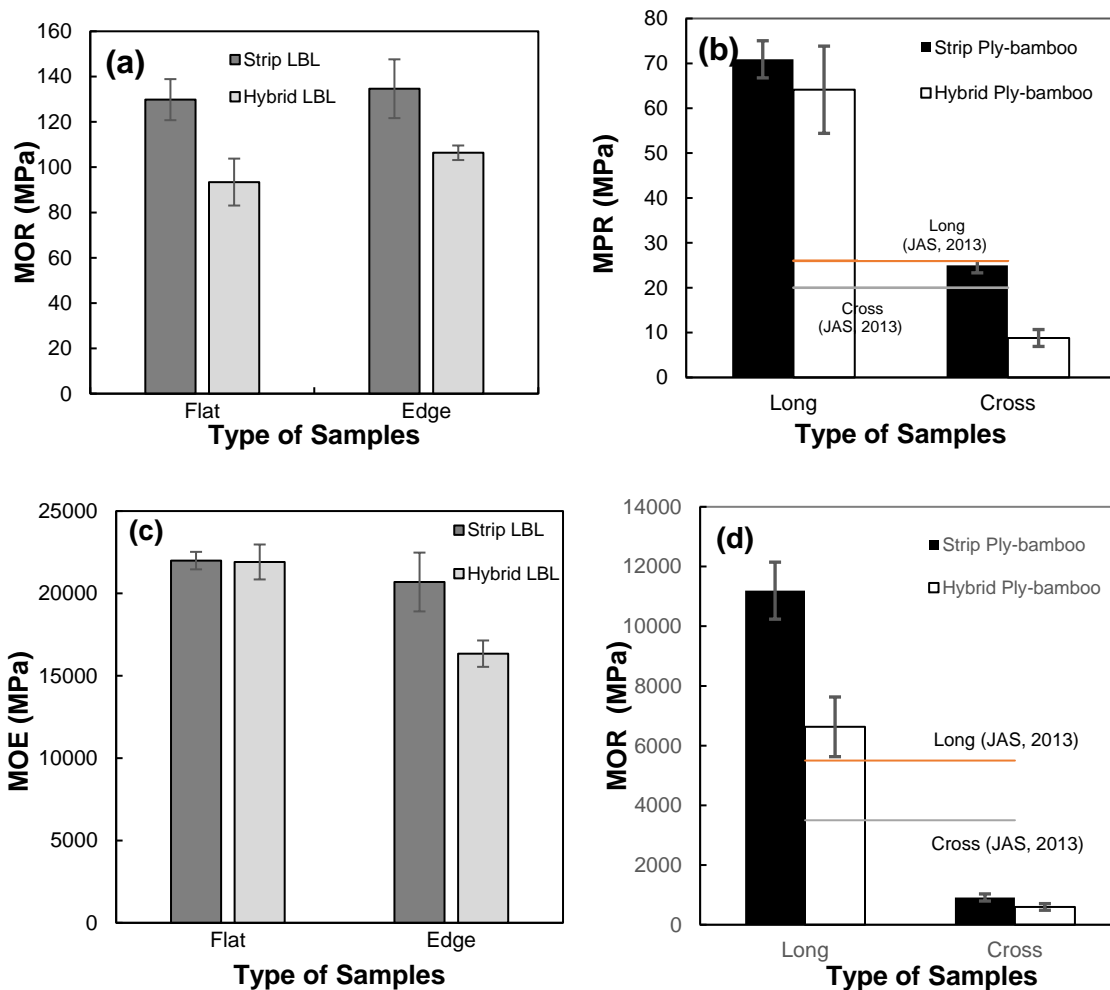 (a)
Strip LBL
Hybrid LBL
160
140
120
100
80
60
40
20
0
MOR (MPa)
Flat
Edge
Type of Samples
(b)
Strip Ply-bamboo
Hybrid Ply-bamboo
80
70
60
50
40
30
20
10
0
MPR (MPa)
Long
(JAS, 2013)
Cross
(JAS, 2013)
Long
Cross
Type of Samples
(c)
Strip LBL
Hybrid LBL
25000
20000
15000
10000
5000
0
MOE (MPa)
Flat
Edge
Type of Samples
(d)
Strip Ply-bamboo
Hybrid Ply-bamboo
14000
12000
10000
8000
6000
4000
2000
0
MOR (MPa)
Long (JAS, 2013)
Cross (JAS, 2013)
Long
Cross
Type of Samples